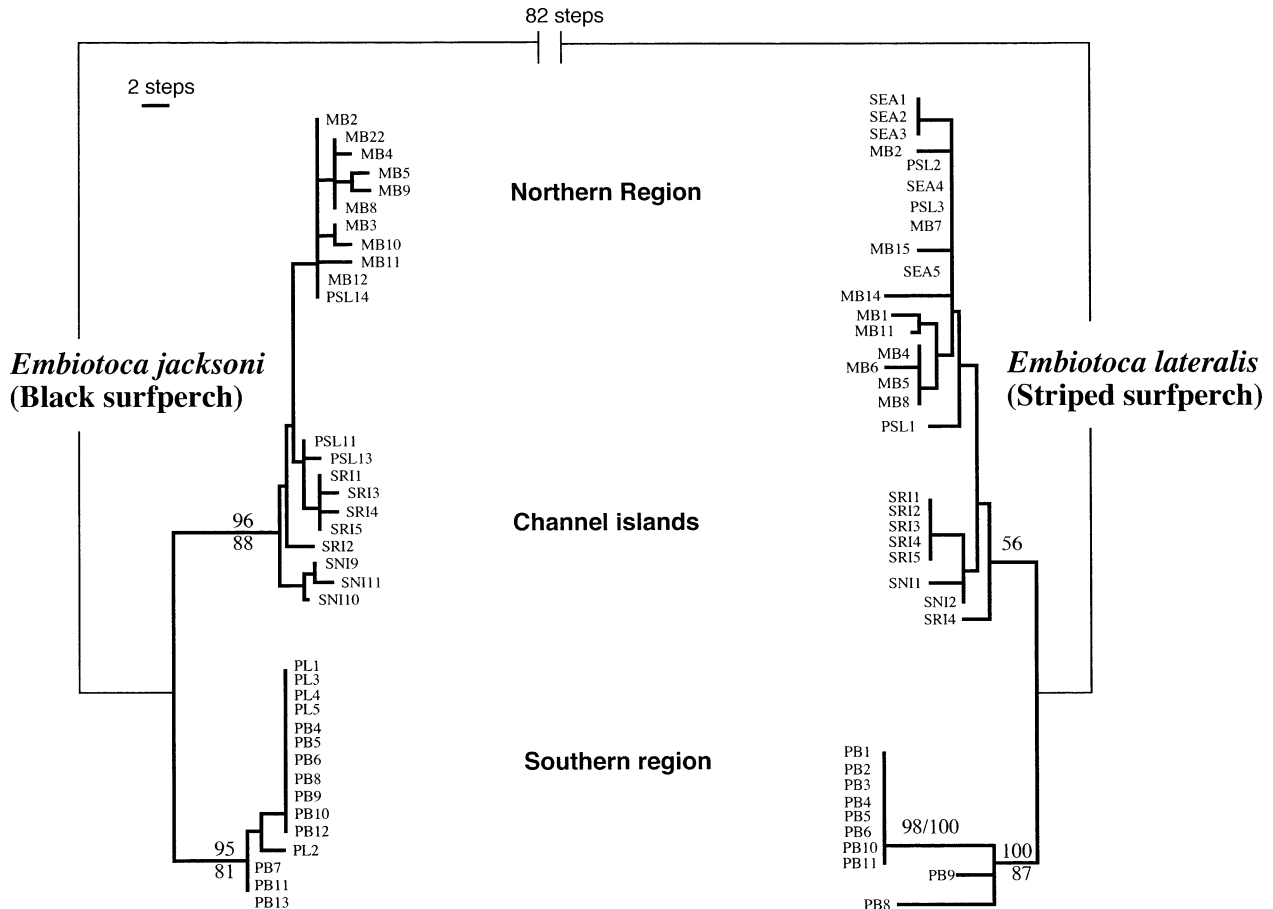 82 steps
2 steps
MB2
MB22
MB4
MB5
MB9
MB8
MB3
MB10
MB11
MB12
PSL14
Embiotoca jacksoni
(Black surfperch)
PSL11
PSL13
SRI1
SRI3
SRI4
SRI5
SRI2
SNI9
SNI11
SNI10
96
88
PL1
PL3
PL4
PL5
PB4
PB5
PB6
PB8
PB9
PB10
PB12
PL2
PB7
PB11
PB13
95
81
Northern Region
Channel islands
Southern region
SEA1
SEA2
SEA3
MB2
PSL2
SEA4
PSL3
MB7
MB15
SEA5
MB14
MB1
MB11
MB4
MB6
MB5
MB8
PSL1
Embiotoca lateralis
(Striped surfperch)
SRI1
SRI2
SRI3
SRI4
SRI5
SNI1
SNI2
SRI4
56
PB1
PB2
PB3
PB4
PB5
PB6
PB10
PB11
98/100
PB9
PB8
100
87